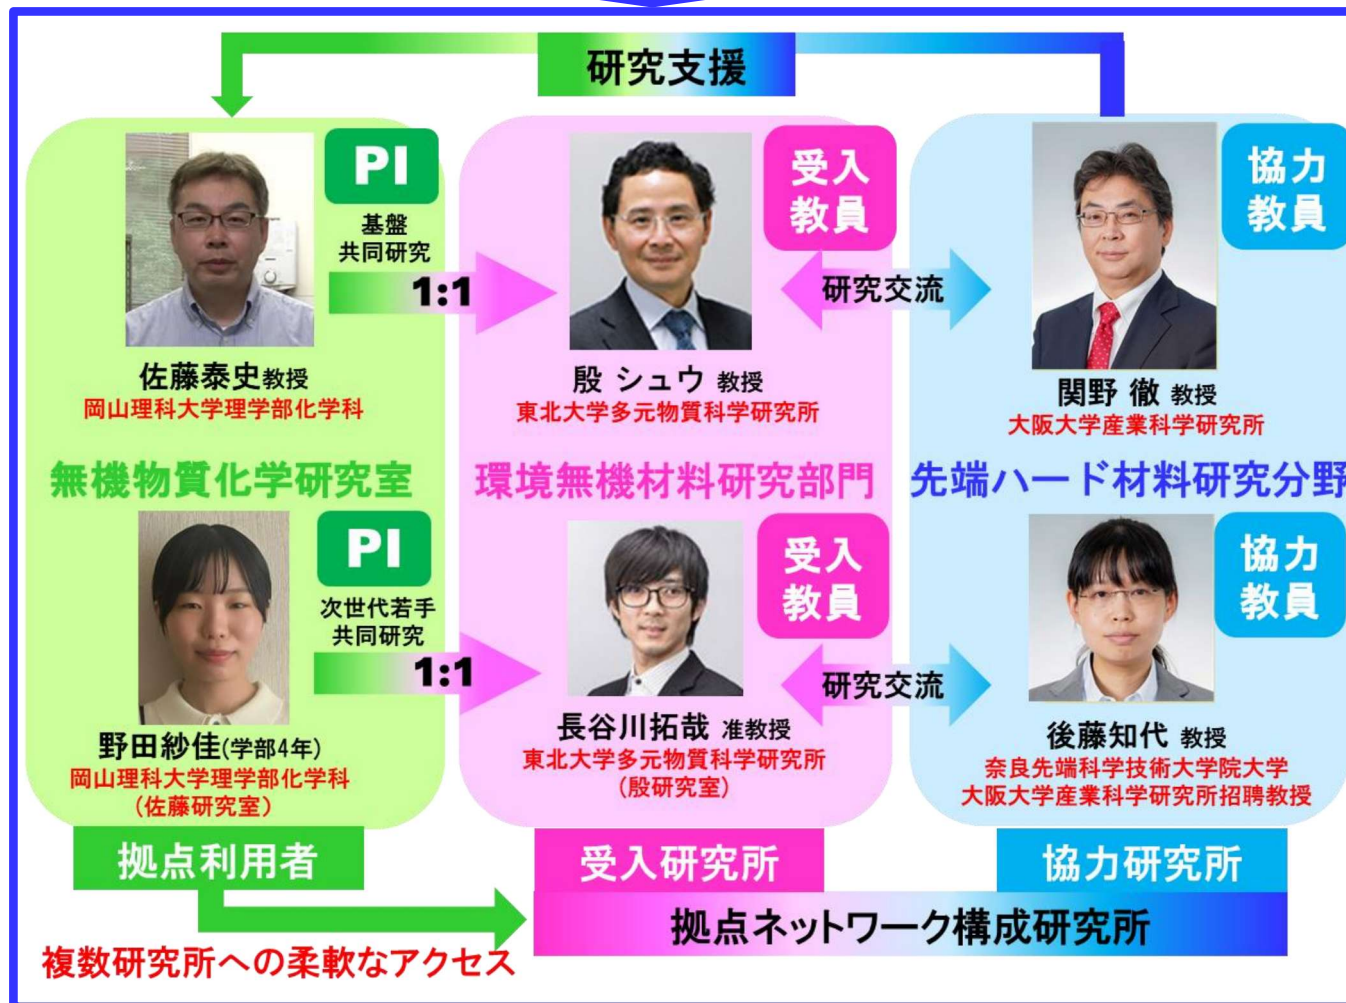 研究支援
PI
基盤
共同研究
1:1
佐藤泰史教授
岡山理科大学理学部化学科
受入
教員
殷 シュウ 教授
東北大学多元物質科学研究所
研究交流
協力
教員
関野 徹 教授
大阪大学産業科学研究所
無機物質化学研究室
環境無機材料研究部門
先端ハード材料研究分野
PI
次世代若手
共同研究
1:1
野田紗佳(学部4年)
岡山理科大学理学部化学科
(佐藤研究室)
受入
教員
長谷川拓哉 准教授
東北大学多元物質科学研究所
(殷研究室)
研究交流
協力
教員
後藤知代 教授
奈良先端科学技術大学院大学
大阪大学産業科学研究所招聘教授
拠点利用者
受入研究所
協力研究所
拠点ネットワーク構成研究所
複数研究所への柔軟なアクセス